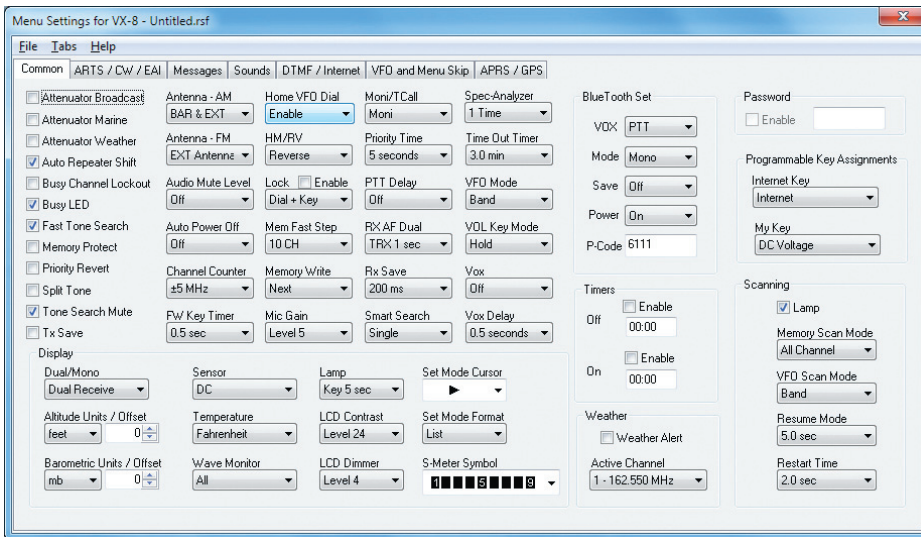 Menu Settings for VX-8 - Untitled.rsf
File Tabs Help
Common ARTS / CW / EAI Messages Sounds DTMF / Internet VFO and Menu Skip APRS / GPS
Attenuator Broadcast
Attenuator Marine
Attenuator Weather
Auto Repeater Shift
Busy Channel Lockout
Busy LED
Fast Tone Search
Memory Protect
Priority Revert
Split Tone
Tone Search Mute
Tx Save
Antenna - AM
BAR & EXT
Antenna - FM
EXT Antenna
Audio Mute Level
Off
Auto Power Off
Off
Channel Counter
±5 MHz
FW Key Timer
0.5 sec
Home VFO Dial
Enable
HM/RV
Reverse
Lock Enable
Dial + Key
Mem Fast Step
10 CH
Memory Write
Next
Mic Gain
Level 5
Moni/TCall
Moni
Priority Time
5 seconds
PTT Delay
Off
RX AF Dual
TRX 1 sec
Rx Save
200 ms
Smart Search
Single
Spec-Analyzer
1 Time
Time Out Timer
3.0 min
VFO Mode
Band
VOL Key Mode
Hold
Vox
Off
Vox Delay
0.5 seconds
Display
Dual/Mono
Dual Receive
Altitude Units / Offset
feet 0
Barometric Units / Offset
mb 0
Sensor
DC
Temperature
Fahrenheit
Wave Monitor
All
Lamp
Key 5 sec
LCD Contrast
Level 24
LCD Dimmer
Level 4
Set Mode Cursor
Set Mode Format
List
S-Meter Symbol
1 5 9
BlueTooth Set
VOX PTT
Mode Mono
Save Off
Power On
P-Code 6111
Timers
Enable
Off 00:00
Enable
On 00:00
Weather
Weather Alert
Active Channel
1 - 162.550 MHz
Password
Enable
Programmable Key Assignments
Internet Key
Internet
My Key
DC Voltage
Scanning
Lamp
Memory Scan Mode
All Channel
VFO Scan Mode
Band
Resume Mode
5.0 sec
Restart Time
2.0 sec